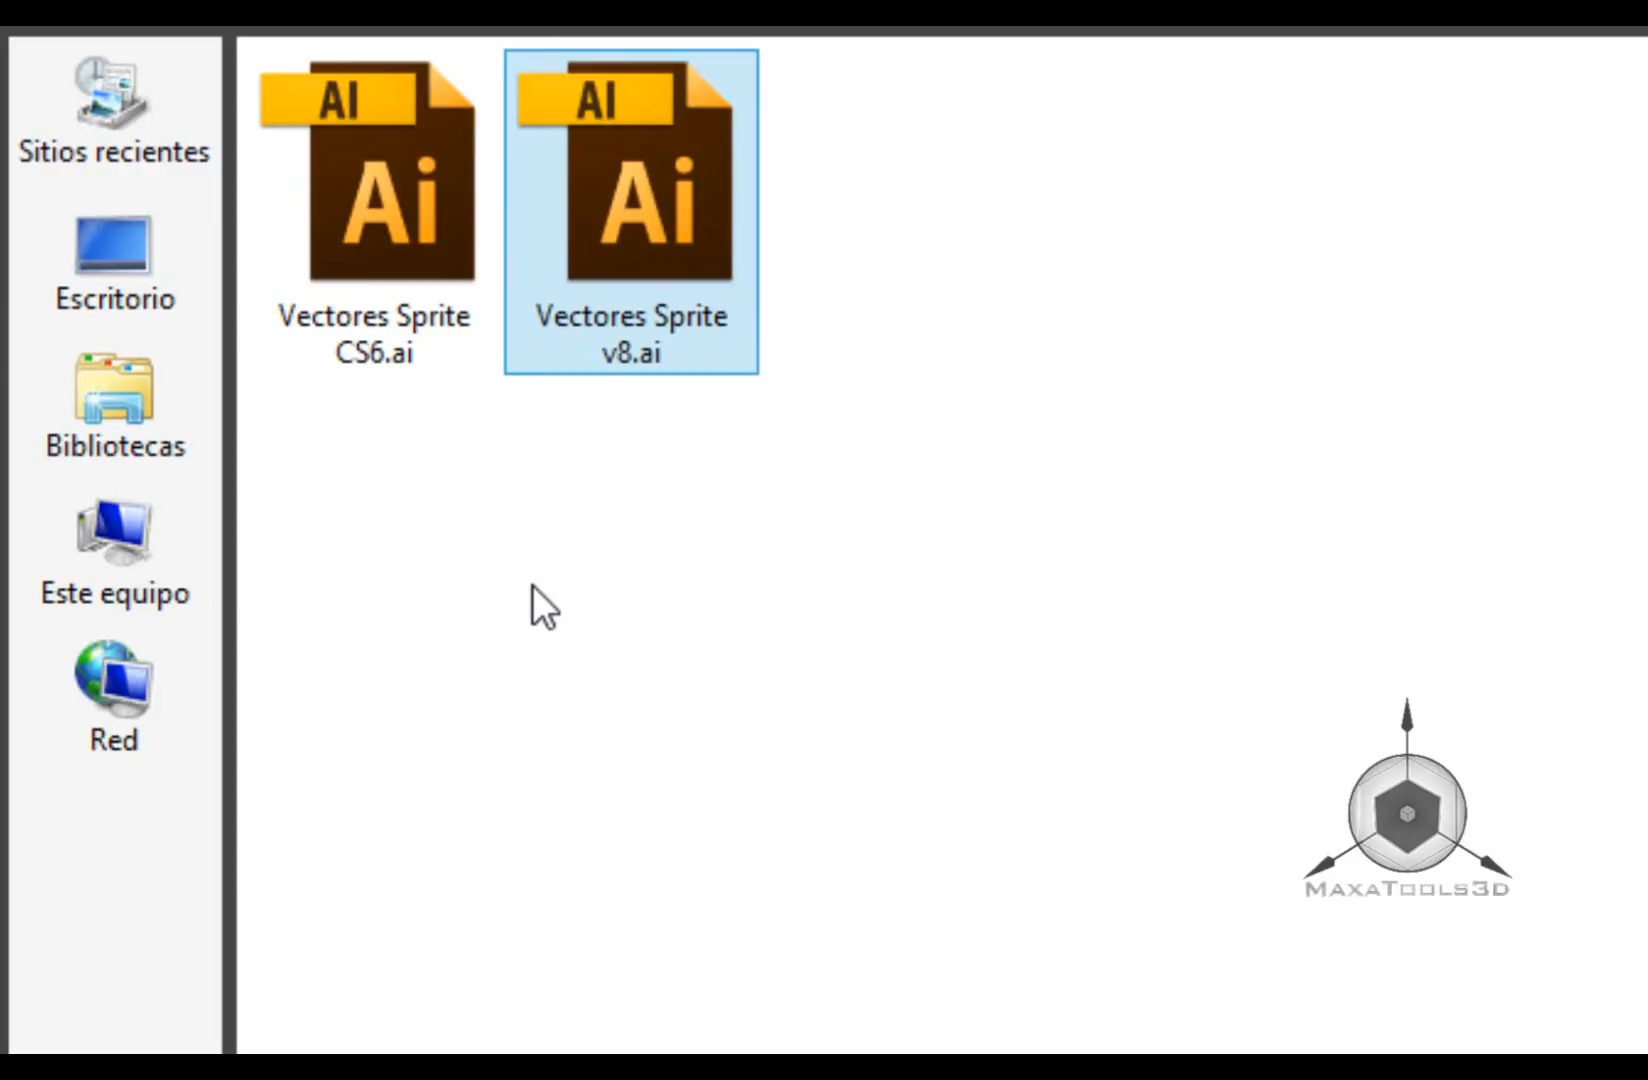 Sitios recientes
Escritorio
Bibliotecas
Este equipo
Red
AI
Ai
Vectores Sprite
CS6.ai
AI
Ai
Vectores Sprite
v8.ai
MaxaTools3d